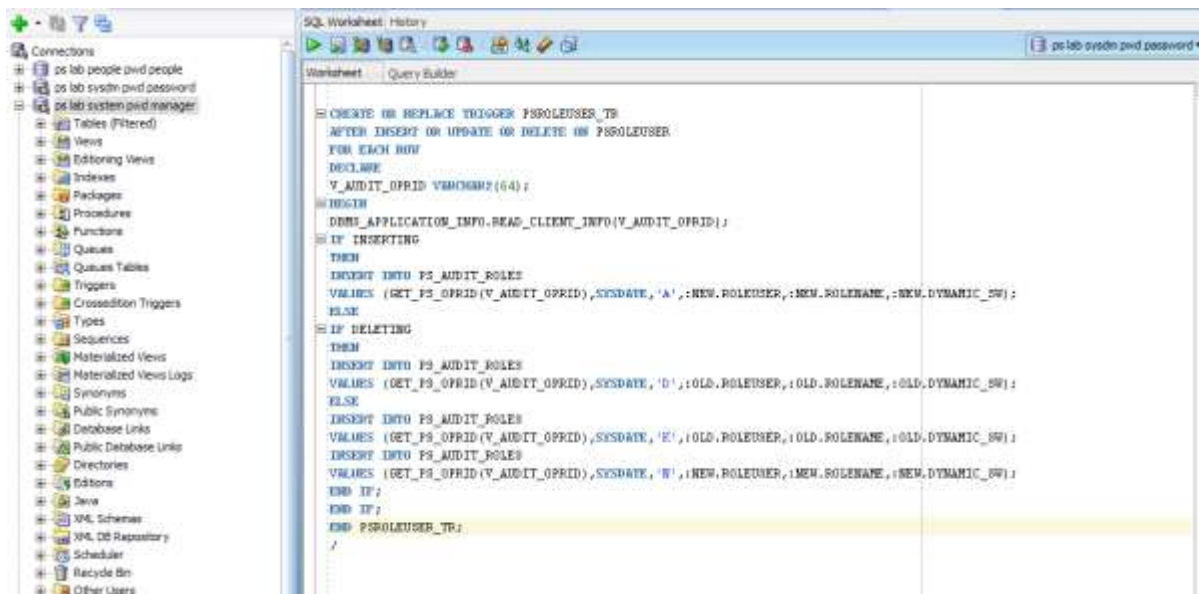 SQL Worksheet History
ps lab sysdm pwd password
Connections
ps lab people pwd people
ps lab sysdm pwd password
ps lab system pwd manager
Tables (Filtered)
Views
Editioning Views
Indexes
Packages
Procedures
Functions
Queues
Queues Tables
Triggers
Crossedition Triggers
Types
Sequences
Materialized Views
Materialized Views Logs
Synonyms
Public Synonyms
Database Links
Public Database Links
Directories
Editions
Java
XML Schemas
XML DB Repository
Scheduler
Recycle Bin
Other Users
Worksheet Query Builder
CREATE OR REPLACE TRIGGER PSROLEUSER_TR
AFTER INSERT OR UPDATE OR DELETE ON PSROLEUSER
FOR EACH ROW
DECLARE
V_AUDIT_OPRID VARCHAR2(64);
BEGIN
DBMS_APPLICATION_INFO.READ_CLIENT_INFO(V_AUDIT_OPRID);
IF INSERTING
THEN
INSERT INTO PS_AUDIT_ROLES
VALUES (GET_PS_OPRID(V_AUDIT_OPRID),SYSDATE,'A',:NEW.ROLEUSER,:NEW.ROLENAME,:NEW.DYNAMIC_SW);
ELSE
IF DELETING
THEN
INSERT INTO PS_AUDIT_ROLES
VALUES (GET_PS_OPRID(V_AUDIT_OPRID),SYSDATE,'D',:OLD.ROLEUSER,:OLD.ROLENAME,:OLD.DYNAMIC_SW);
ELSE
INSERT INTO PS_AUDIT_ROLES
VALUES (GET_PS_OPRID(V_AUDIT_OPRID),SYSDATE,'K',:OLD.ROLEUSER,:OLD.ROLENAME,:OLD.DYNAMIC_SW);
INSERT INTO PS_AUDIT_ROLES
VALUES (GET_PS_OPRID(V_AUDIT_OPRID),SYSDATE,'N',:NEW.ROLEUSER,:NEW.ROLENAME,:NEW.DYNAMIC_SW);
END IF;
END IF;
END PSROLEUSER_TR;
/